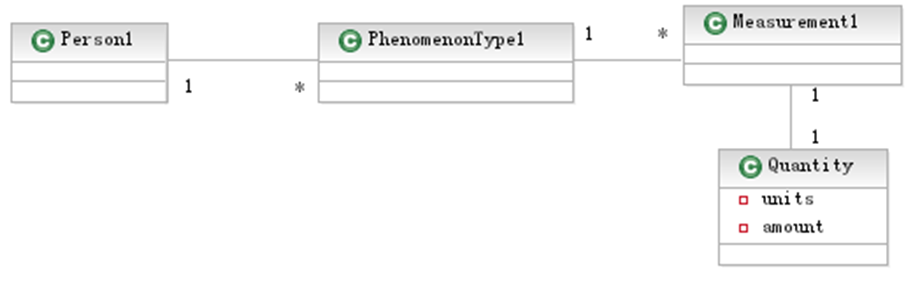 C Person1
1
*
C PhenomenonType1
1
*
C Measurement1
1
1
C Quantity
units
amount